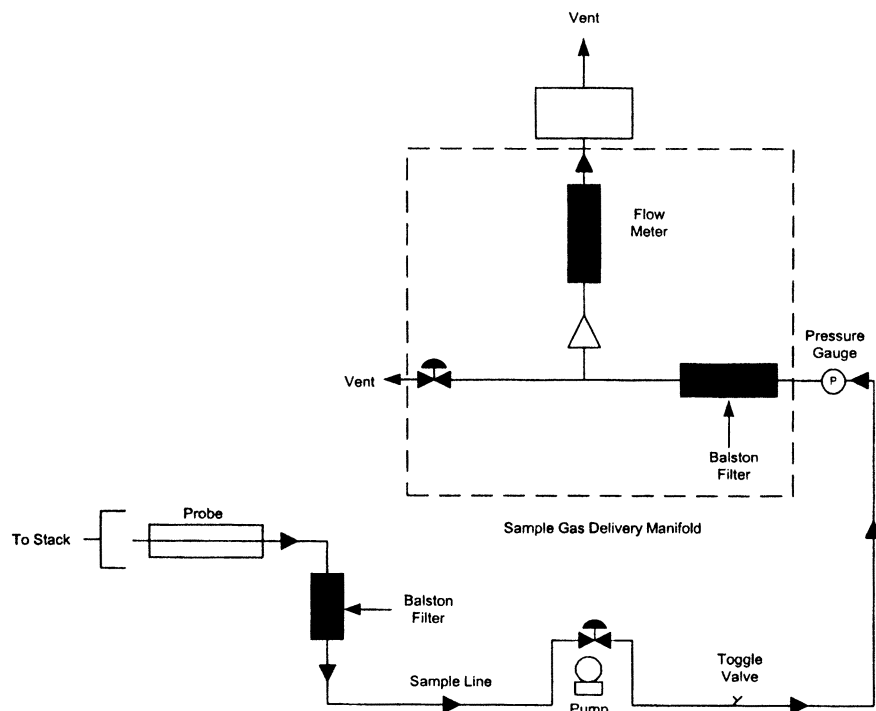 Vent
Flow
Meter
Pressure
Gauge
P
Vent
Balston
Filter
Sample Gas Delivery Manifold
Probe
To Stack
Balston
Filter
Sample Line
Toggle
Valve
Pump